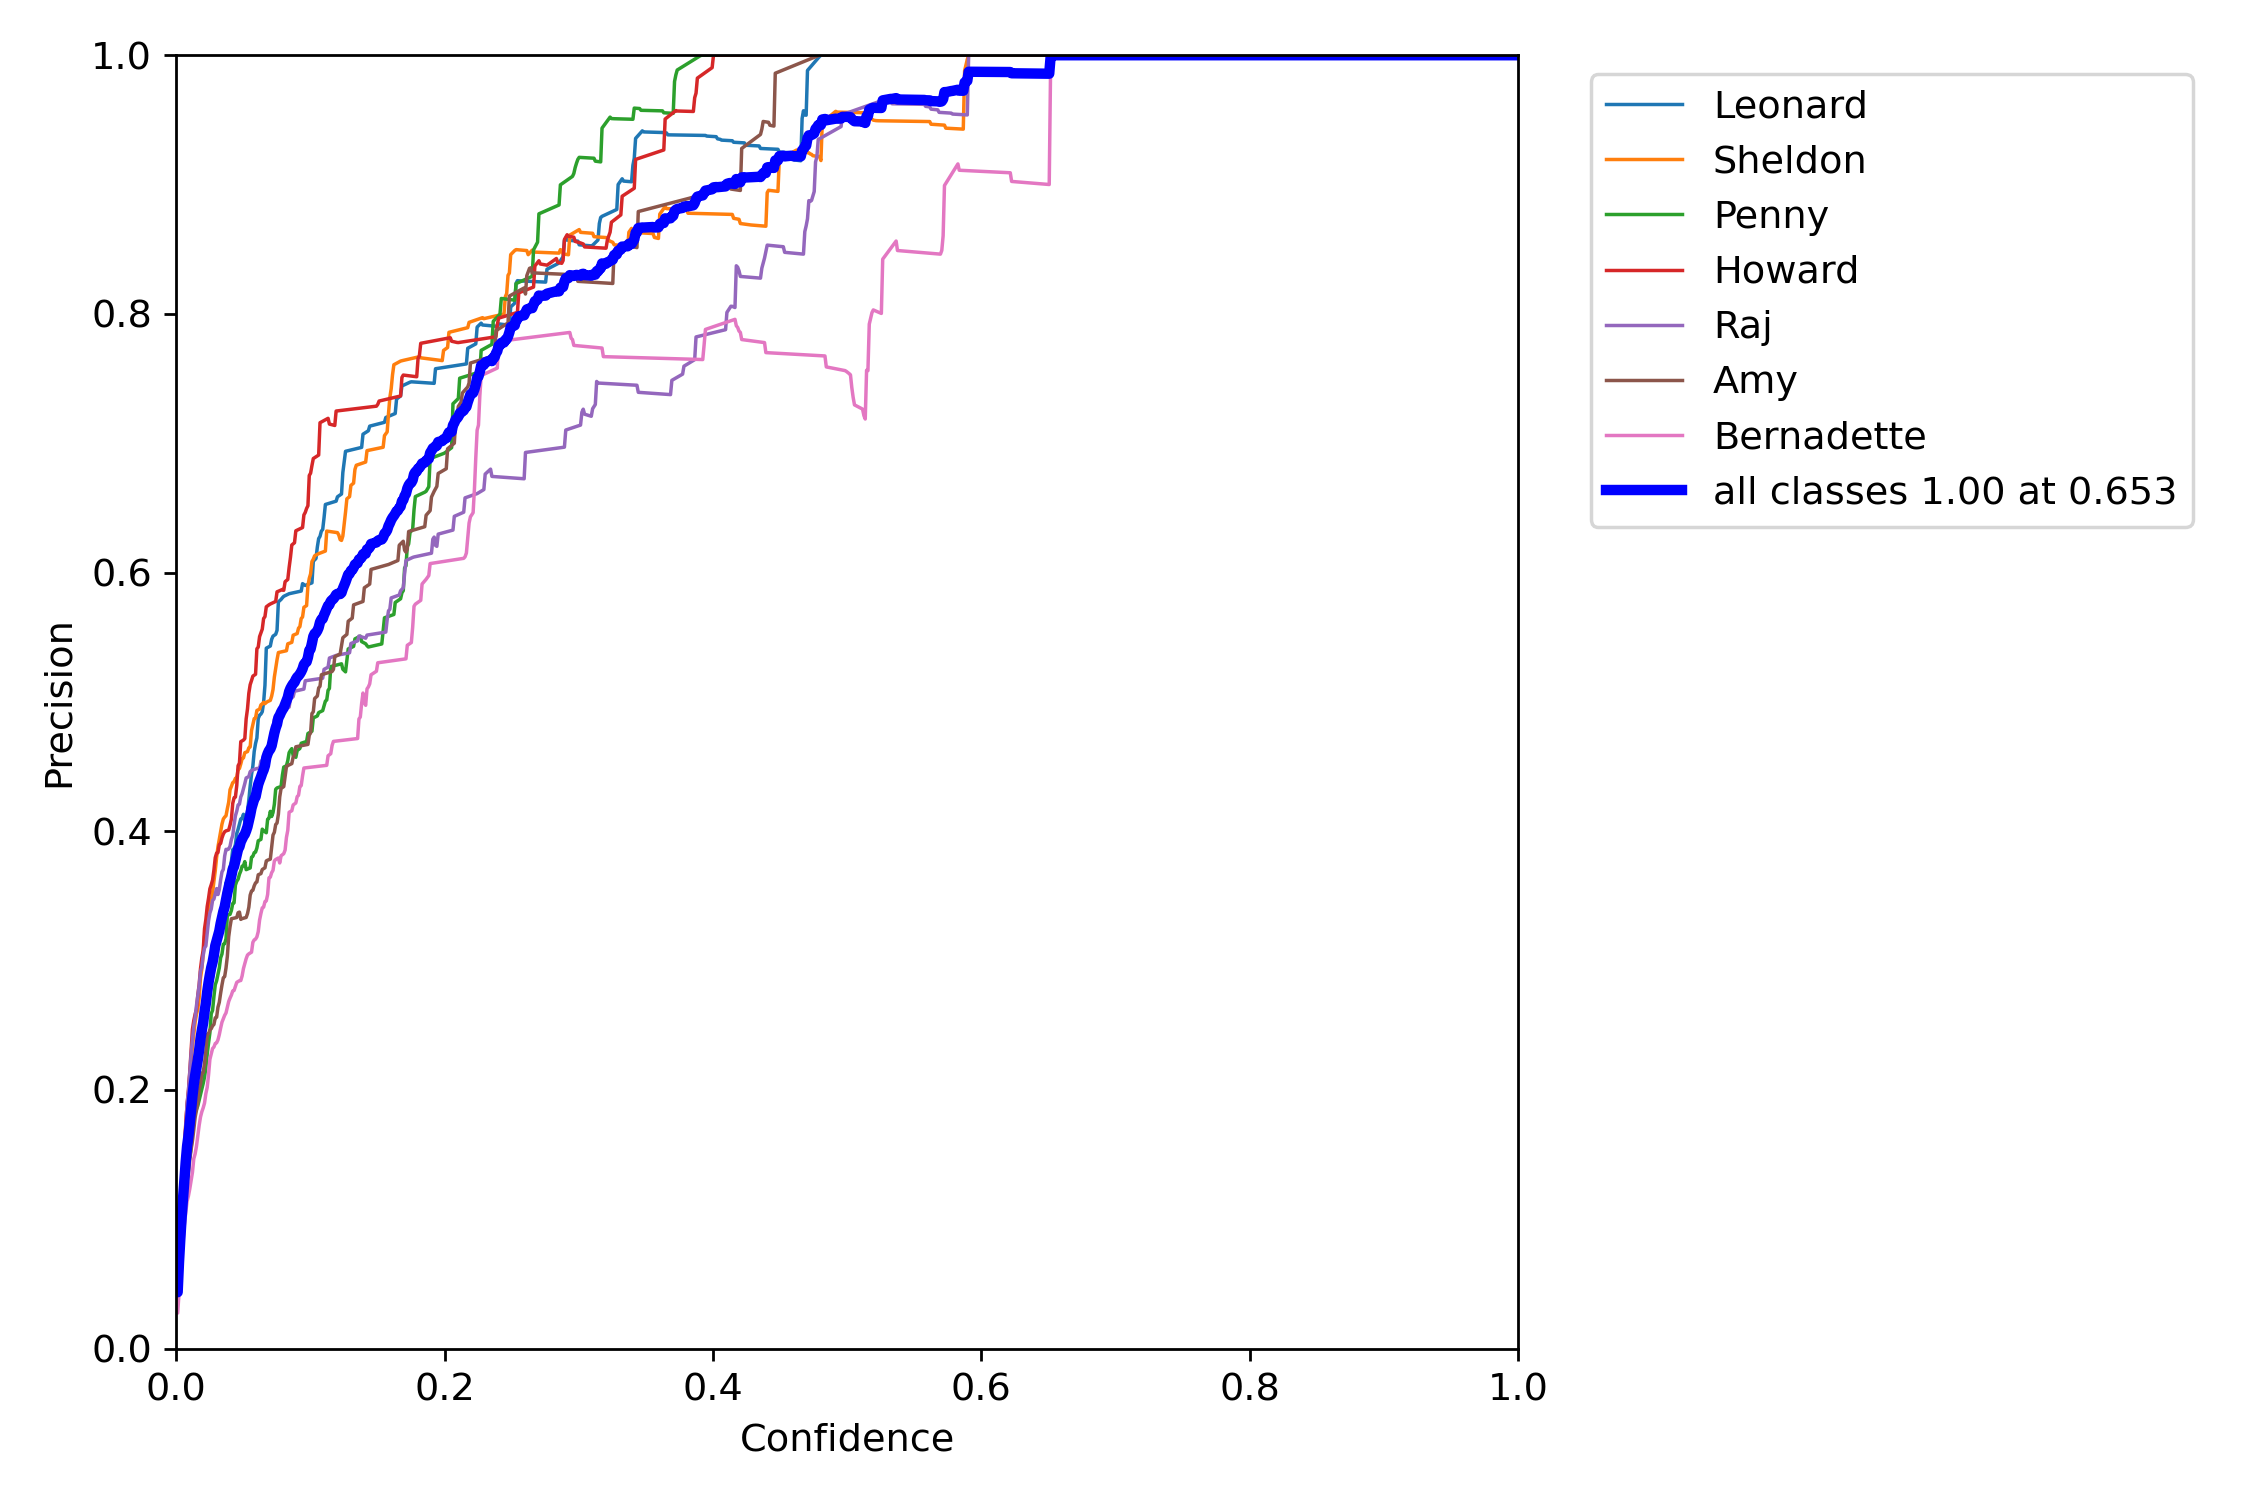 1.0
0.8
0.6
0.4
0.2
0.0
Precision
0.0 0.2 0.4 0.6 0.8 1.0
Confidence
Leonard
Sheldon
Penny
Howard
Raj
Amy
Bernadette
all classes 1.00 at 0.653